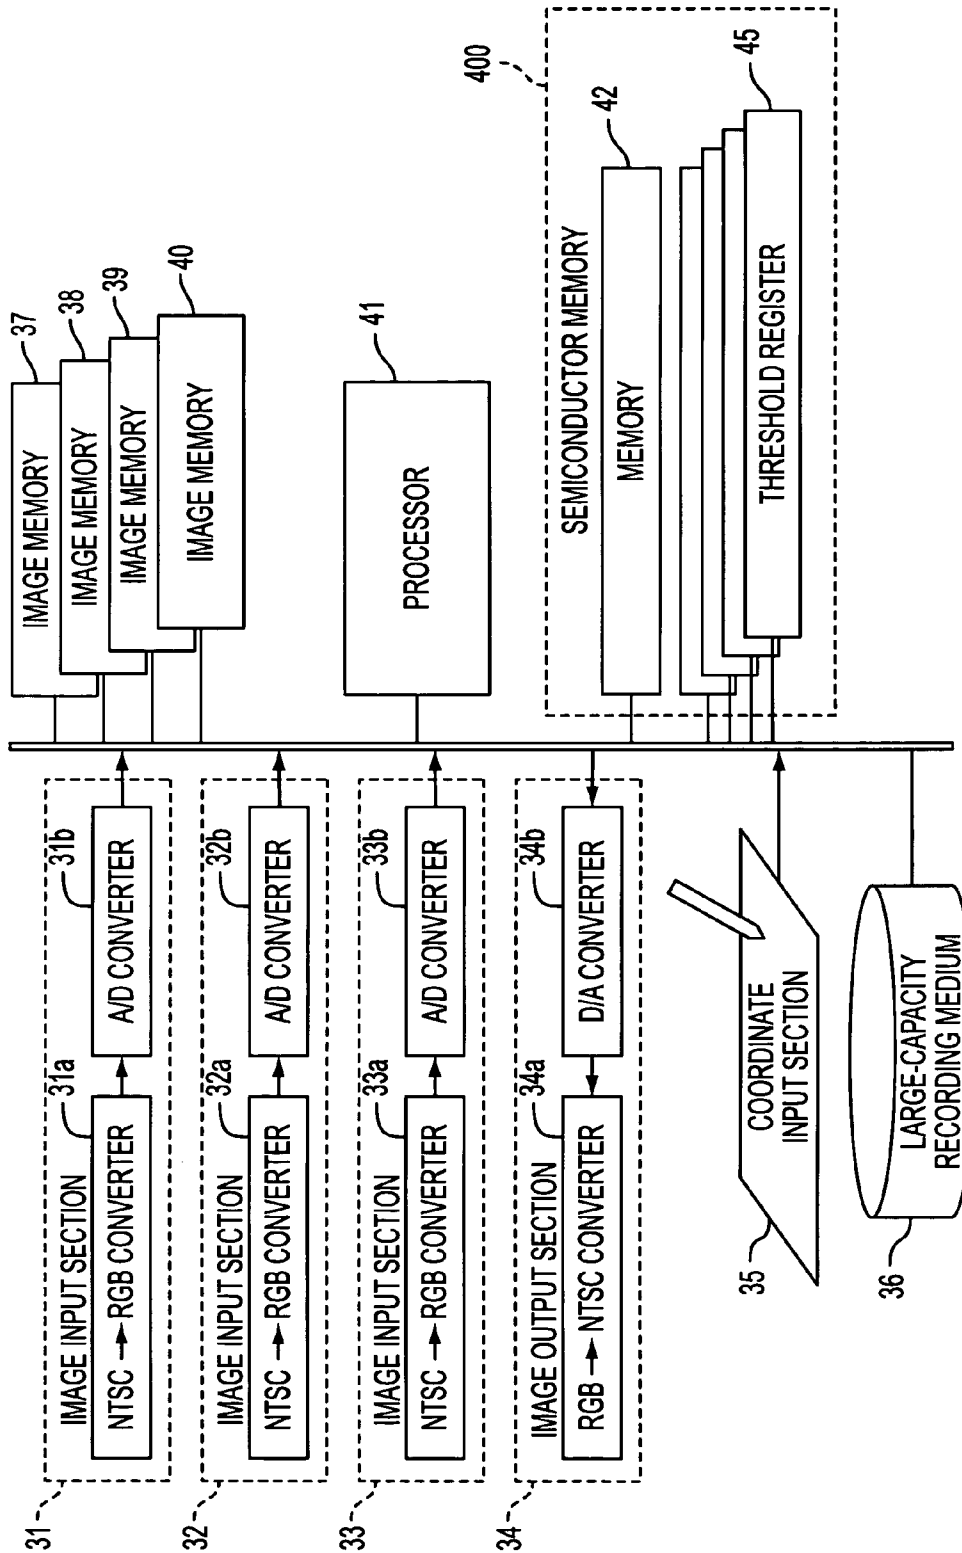 31
IMAGE INPUT SECTION
31a
NTSC → RGB CONVERTER
31b
A/D CONVERTER
32
IMAGE INPUT SECTION
32a
NTSC → RGB CONVERTER
32b
A/D CONVERTER
33
IMAGE INPUT SECTION
33a
NTSC → RGB CONVERTER
33b
A/D CONVERTER
34
IMAGE OUTPUT SECTION
34a
RGB → NTSC CONVERTER
34b
D/A CONVERTER
35
COORDINATE
INPUT SECTION
36
LARGE-CAPACITY
RECORDING MEDIUM
37
IMAGE MEMORY
38
IMAGE MEMORY
39
IMAGE MEMORY
40
IMAGE MEMORY
41
PROCESSOR
400
SEMICONDUCTOR MEMORY
42
MEMORY
45
THRESHOLD REGISTER